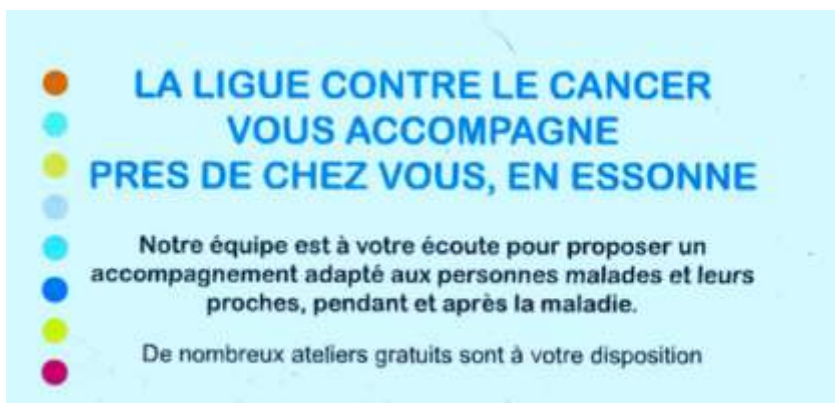 LA LIGUE CONTRE LE CANCER
VOUS ACCOMPAGNE
PRES DE CHEZ VOUS, EN ESSONNE
Notre équipe est à votre écoute pour proposer un
accompagnement adapté aux personnes malades et leurs
proches, pendant et après la maladie.
De nombreux ateliers gratuits sont à votre disposition